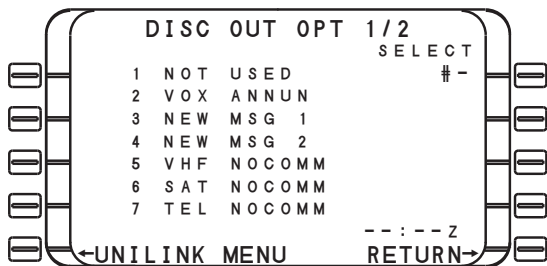 DISC OUT OPT 1/2
SELECT
1 NOT USED #-
2 VOX ANNUN
3 NEW MSG 1
4 NEW MSG 2
5 VHF NOCOMM
6 SAT NOCOMM
7 TEL NOCOMM
--:--Z
←UNILINK MENU RETURN→